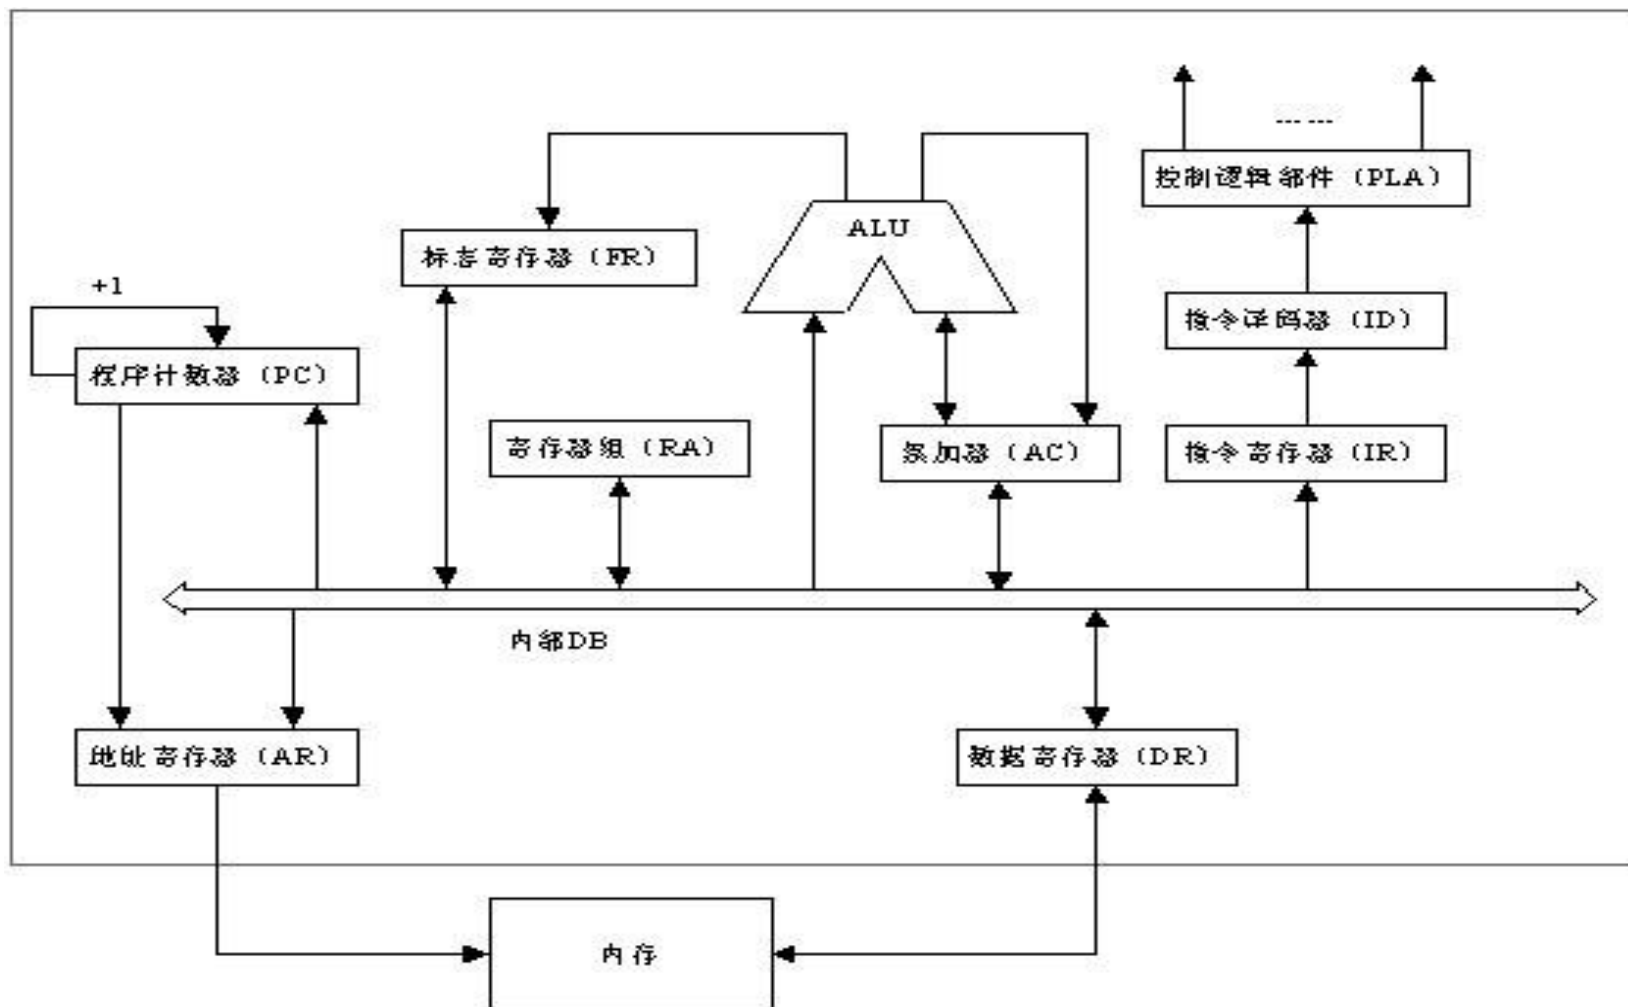 控制逻辑部件（PLA）
ALU
标志寄存器（FR）
+1
指令译码器（ID）
程序计数器（PC）
寄存器组（RA）
累加器（AC）
指令寄存器（IR）
内部DB
地址寄存器（AR）
数据寄存器（DR）
内存